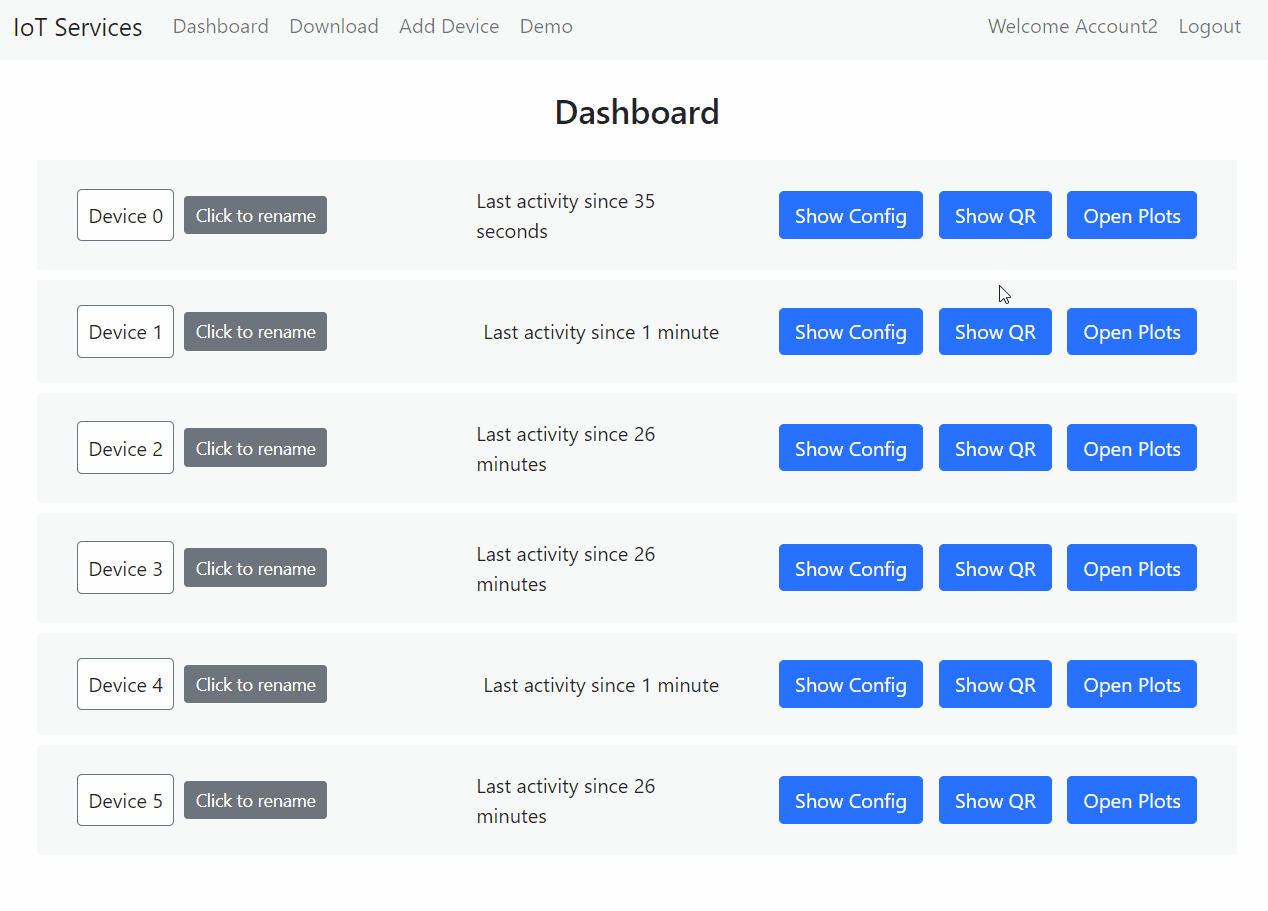 IoT Services Dashboard Download Add Device Demo Welcome Account2 Logout
Dashboard
Device 0 Click to rename Last activity since 35 seconds Show Config Show QR Open Plots
Device 1 Click to rename Last activity since 1 minute Show Config Show QR Open Plots
Device 2 Click to rename Last activity since 26 minutes Show Config Show QR Open Plots
Device 3 Click to rename Last activity since 26 minutes Show Config Show QR Open Plots
Device 4 Click to rename Last activity since 1 minute Show Config Show QR Open Plots
Device 5 Click to rename Last activity since 26 minutes Show Config Show QR Open Plots